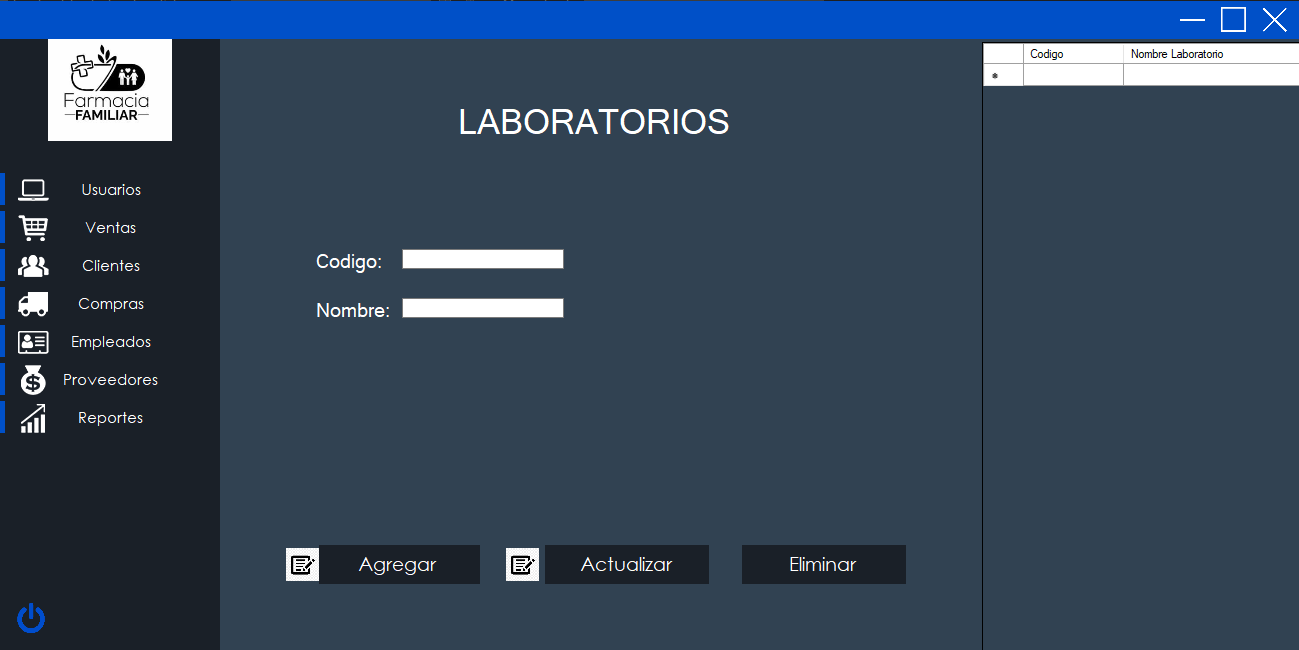 Farmacia
FAMILIAR
Usuarios
Ventas
Clientes
Compras
Empleados
Proveedores
Reportes
LABORATORIOS
Codigo:
Nombre:
Agregar
Actualizar
Eliminar
Codigo Nombre Laboratorio